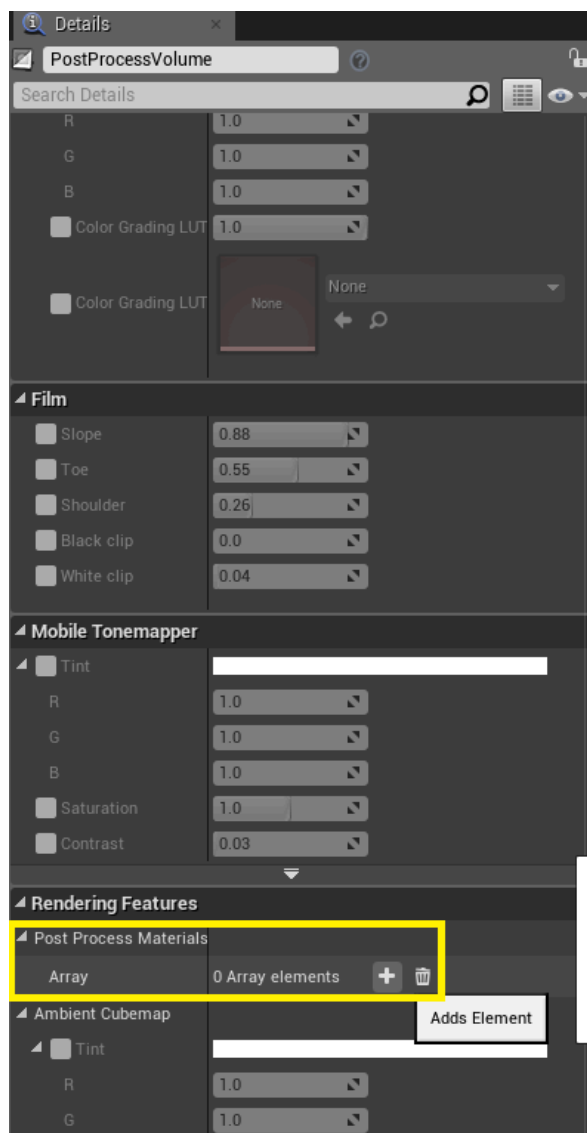 Details
PostProcessVolume
Search Details
R 1.0
G 1.0
B 1.0
Color Grading LUT 1.0
Color Grading LUT None None
Film
Slope 0.88
Toe 0.55
Shoulder 0.26
Black clip 0.0
White clip 0.04
Mobile Tonemapper
Tint
R 1.0
G 1.0
B 1.0
Saturation 1.0
Contrast 0.03
Rendering Features
Post Process Materials
Array 0 Array elements
Ambient Cubemap Adds Element
Tint
R 1.0
G 1.0